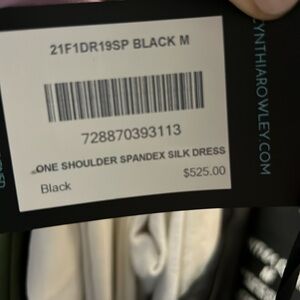 21F1DR19SP BLACK M
728870393113
ONE SHOULDER SPANDEX SILK DRESS
Black
$525.00
CYNTHIAROWLEY.COM